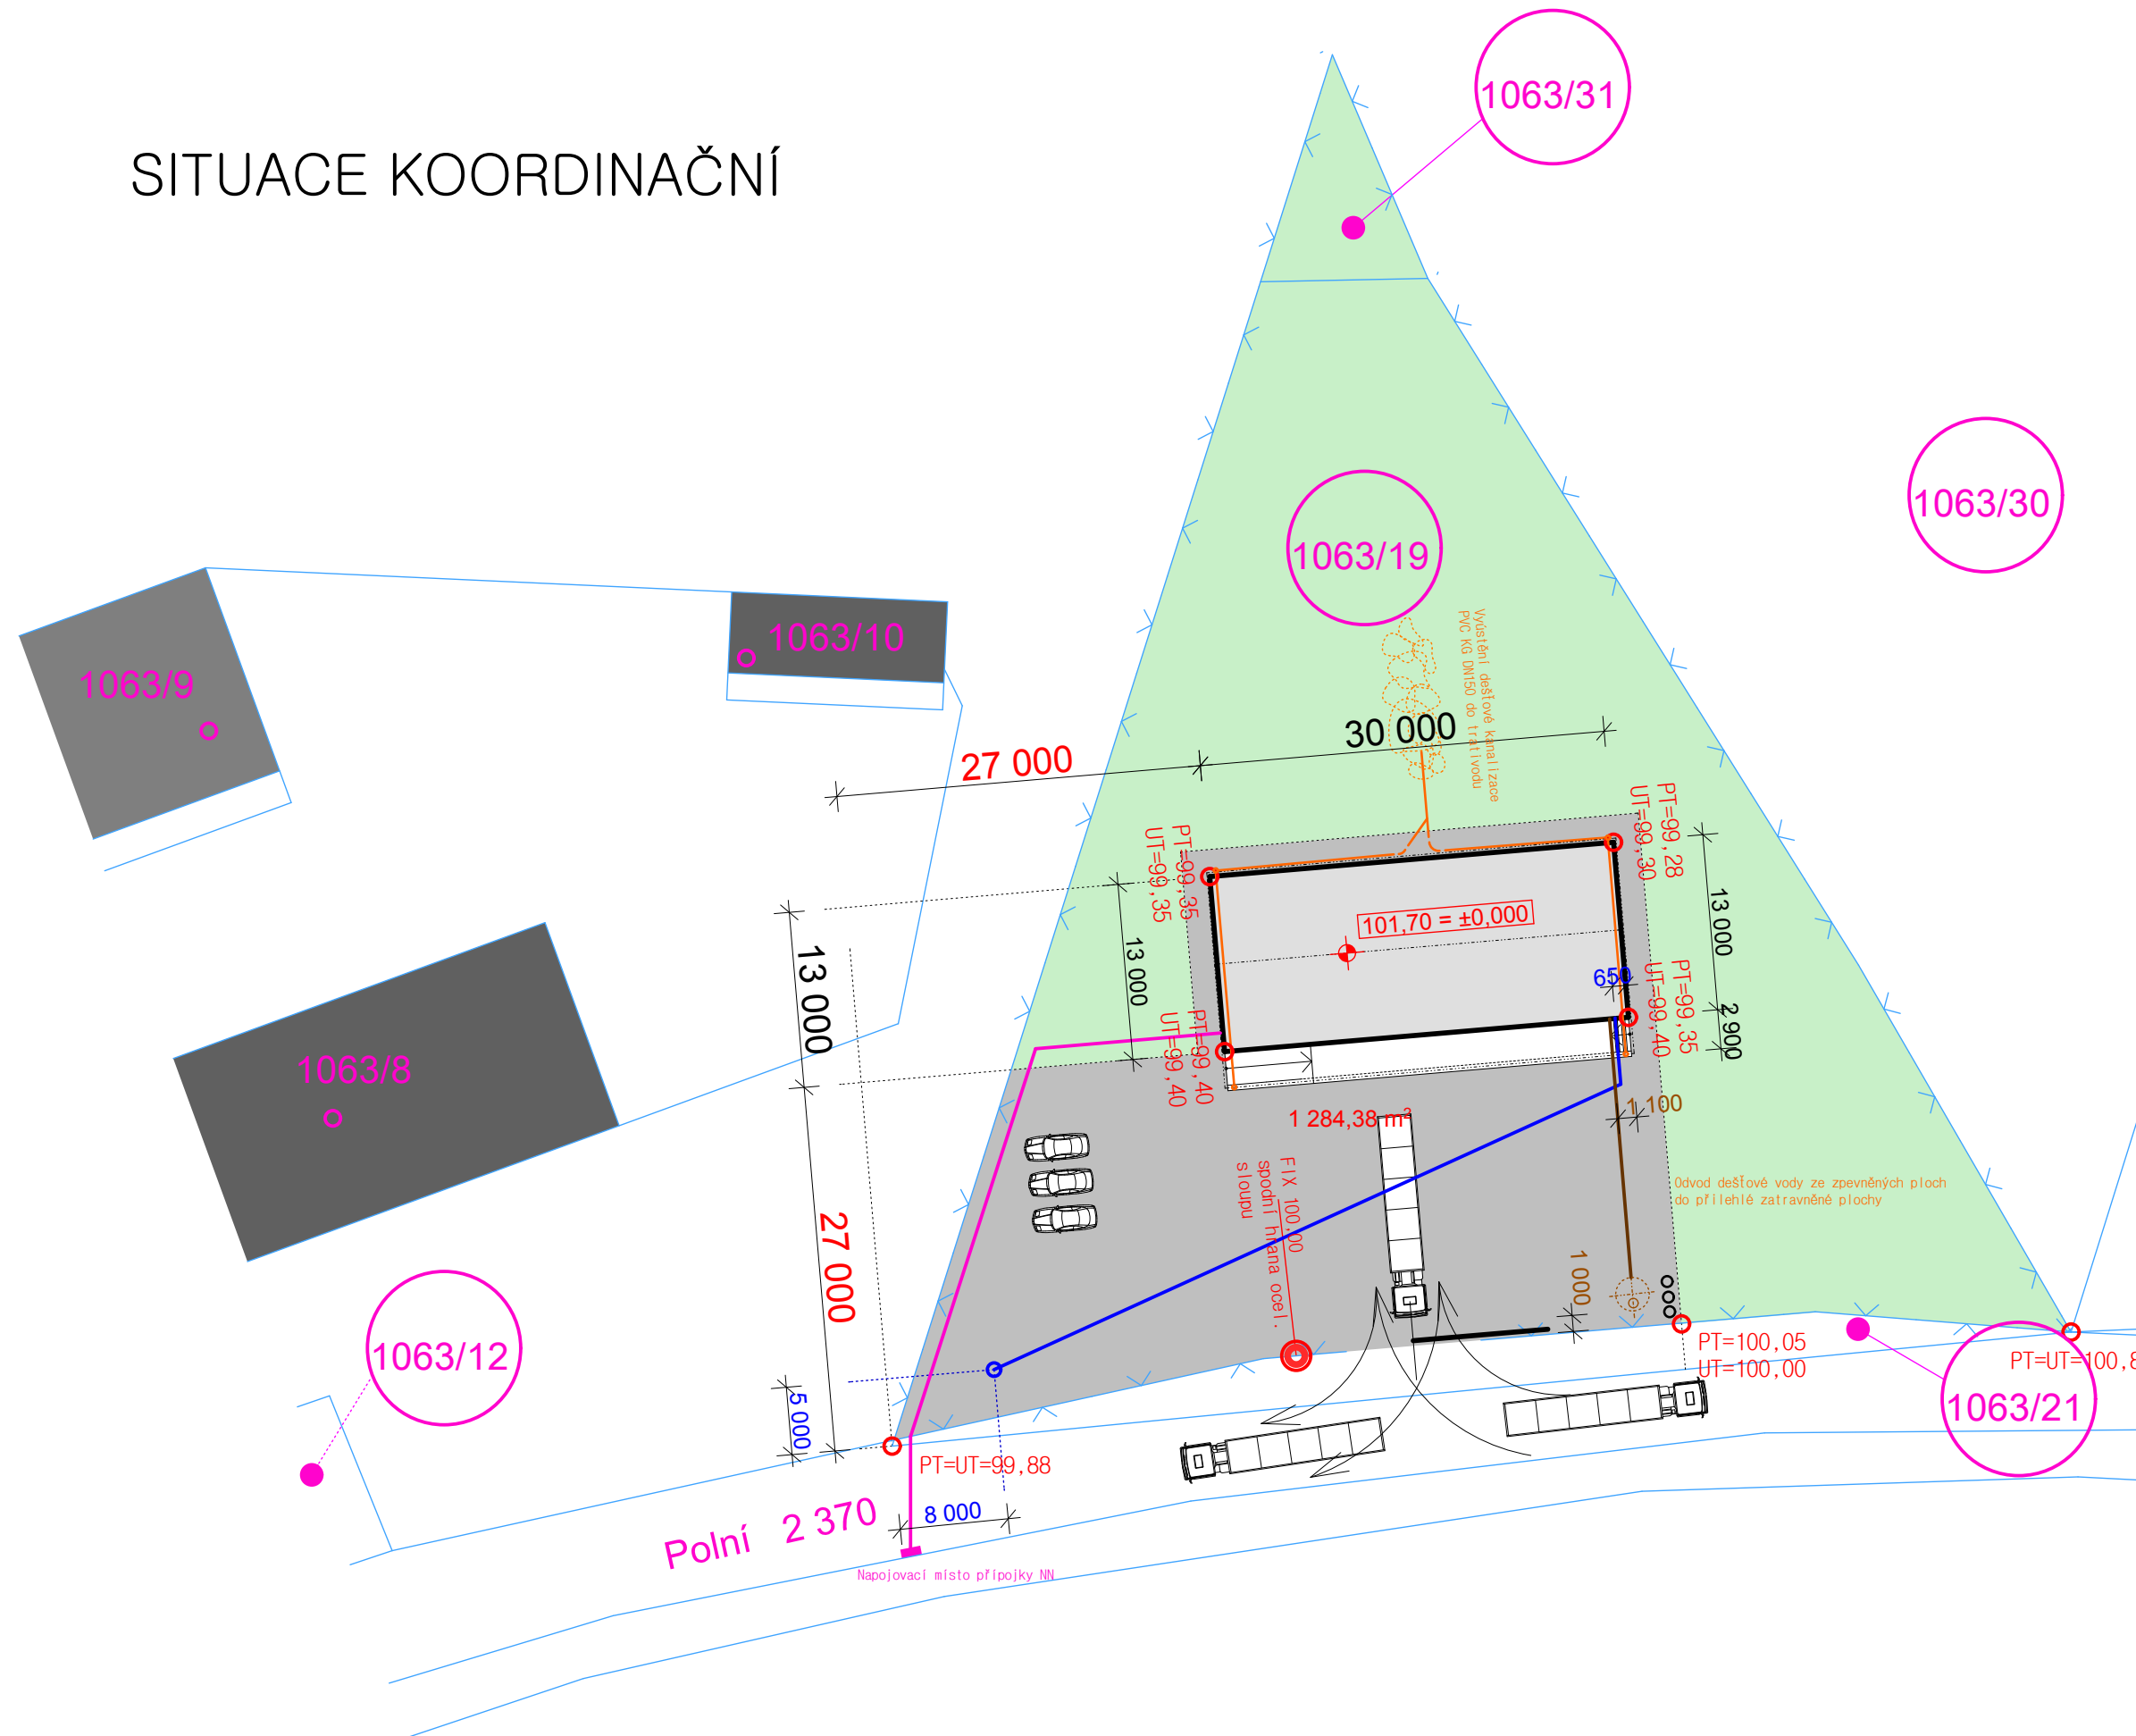 SITUACE KOORDINAČNÍ
1063/31
1063/30
1063/19
1063/9
1063/10
1063/8
1063/12
Vyústění dešťové kanalizace
PVC KG DN150 do trativodu
27 000
30 000
PT=99,35
UT=99,35
PT=99,28
UT=99,30
101,70 = ±0,000
13 000
13 000
13 000
650
2 900
PT=99,40
UT=99,40
PT=99,35
UT=99,40
1 284,38 m²
1 100
27 000
FIX 100,00
spodní hrana ocel.
sloupu
Odvod dešťové vody ze zpevněných ploch
do přilehlé zatravněné plochy
1 000
5 000
PT=100,05
UT=100,00
PT=UT=100,8
1063/21
PT=UT=99,88
8 000
Polní 2 370
Napojovací místo přípojky NN